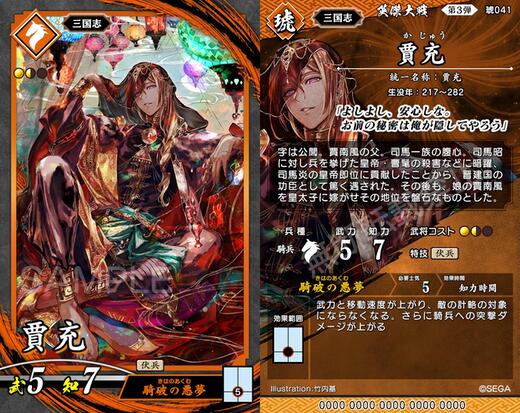 三国志
SAMPLE
賈充
伏兵
武5 知7
きはのあくむ
騎破の悪夢
5
琥
三国志
英傑大戦
第3弾
琥041
かじゅう
賈充
統一名称：賈充
生没年：217～282
「よしよし、安心しな。
お前の秘密は俺が隠してやろう」
字は公閭。賈南風の父。司馬一族の腹心。司馬昭
に対し兵を挙げた皇帝・曹髦の殺害などに暗躍。
司馬炎の皇帝即位に貢献したことから、晋建国の
功臣として篤く遇された。その後も、娘の賈南風
を皇太子に嫁がせその地位を盤石なものとした。
兵種 武力 知力 武将コスト
騎兵 5 7
特技 伏兵
きはのあくむ 必要士気 効果時間
騎破の悪夢 5 知力時間
効果範囲
武力と移動速度が上がり、敵の計略の対象
にならなくなる。さらに騎兵への突撃ダ
メージが上がる
Illustration:竹内基
©SEGA
0000 0000 0000 0000 0000